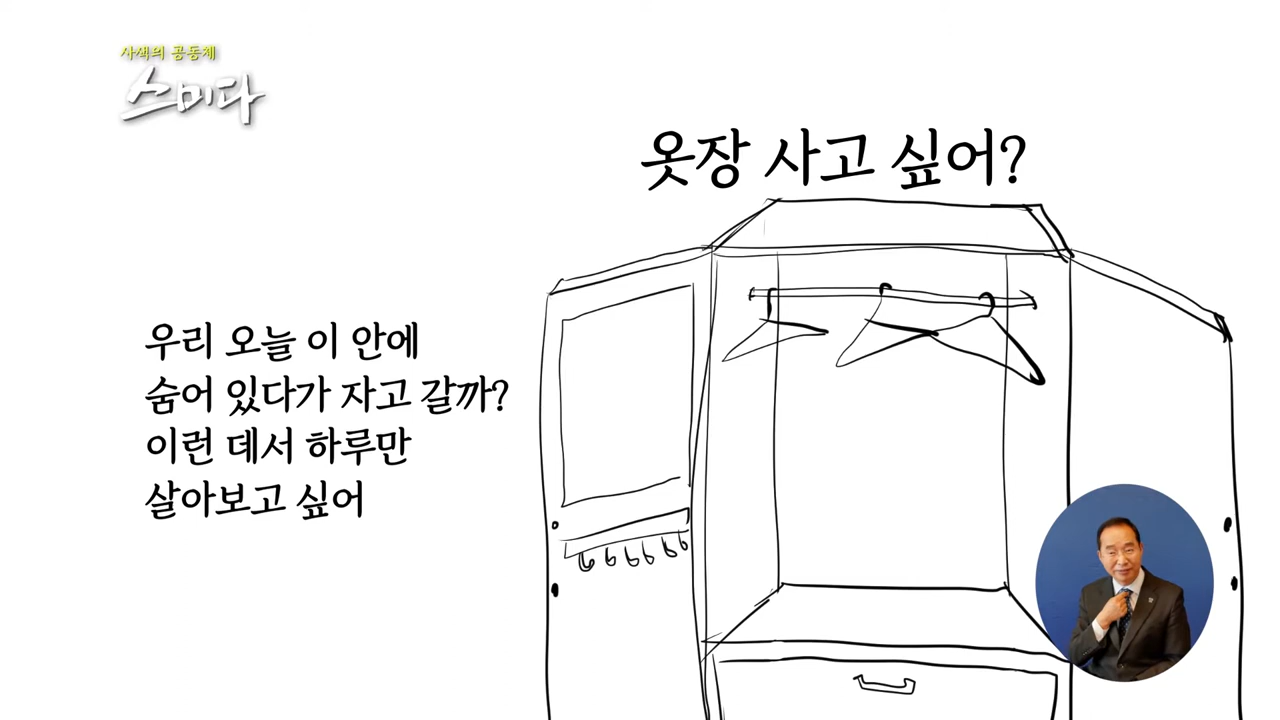 사색의 공동체
스미다
옷장 사고 싶어?
우리 오늘 이 안에
숨어 있다가 자고 갈까?
이런 데서 하루만
살아보고 싶어